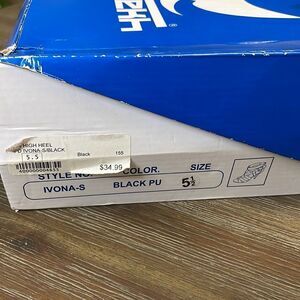 HIGH HEEL
IVONA-S/BLACK
5.5
Black
155
$34.99
STYLE NO.
COLOR.
SIZE
IVONA-S
BLACK PU
5½